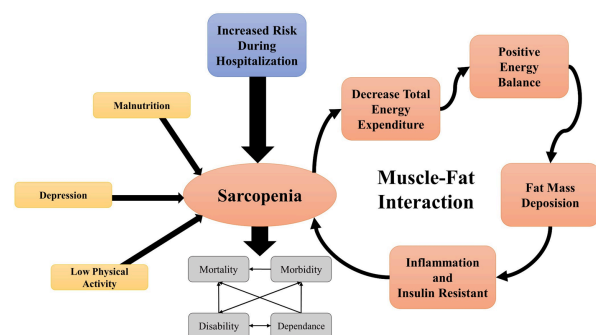 Increased Risk
During
Hospitalization
Positive
Energy
Balance
Decrease Total
Energy
Expenditure
Malnutrition
Depression
Sarcopenia
Muscle-Fat
Interaction
Fat Mass
Deposision
Low Physical
Activity
Inflammation
and
Insulin Resistant
Mortality
Morbidity
Disability
Dependance